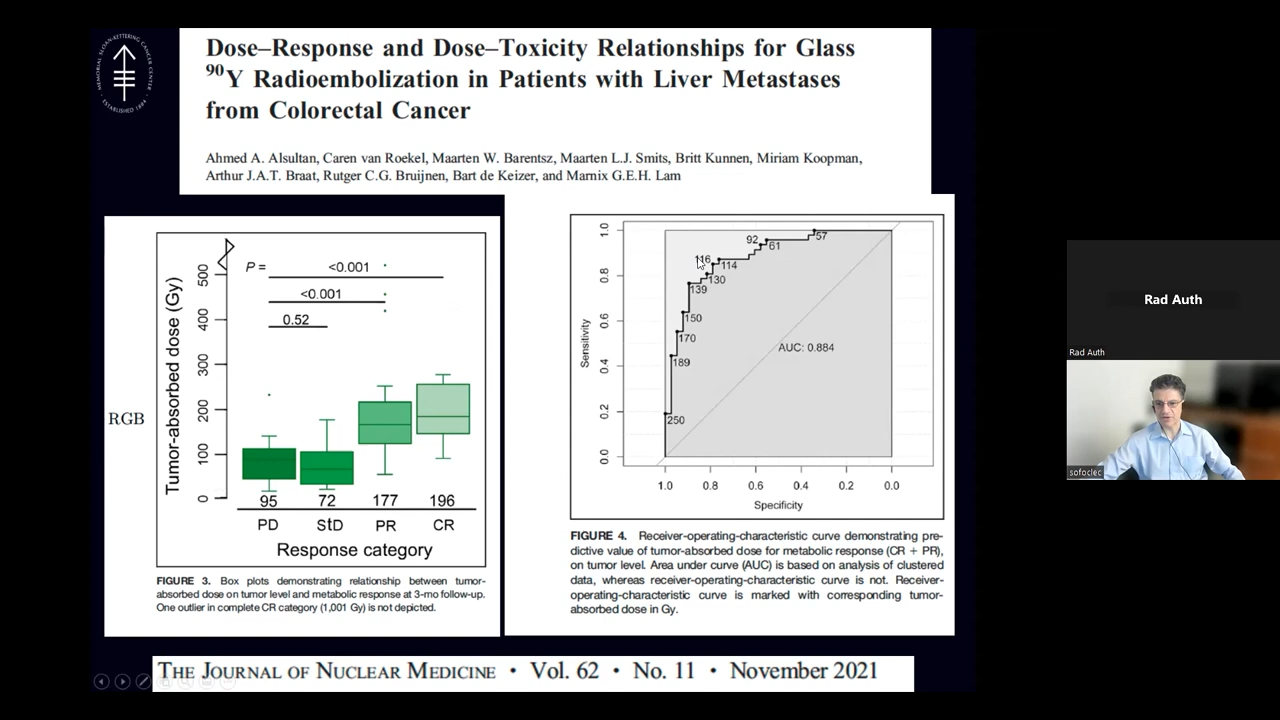 MEMORIAL SLOAN-KETTERING CANCER CENTER
ESTABLISHED 1884
Dose–Response and Dose–Toxicity Relationships for Glass
90Y Radioembolization in Patients with Liver Metastases
from Colorectal Cancer
Ahmed A. Alsultan, Caren van Roekel, Maarten W. Barentsz, Maarten L.J. Smits, Britt Kunnen, Miriam Koopman,
Arthur J.A.T. Braat, Rutger C.G. Bruijnen, Bart de Keizer, and Marnix G.E.H. Lam
RGB
Tumor-absorbed dose (Gy)
500
400
300
200
100
0
P =
<0.001
<0.001
0.52
95 72 177 196
PD StD PR CR
Response category
FIGURE 3. Box plots demonstrating relationship between tumor-
absorbed dose on tumor level and metabolic response at 3-mo follow-up.
One outlier in complete CR category (1,001 Gy) is not depicted.
Sensitivity
1.0
0.8
0.6
0.4
0.2
0.0
57
92
61
116
114
130
139
150
170
189
250
AUC: 0.884
1.0 0.8 0.6 0.4 0.2 0.0
Specificity
FIGURE 4. Receiver-operating-characteristic curve demonstrating pre-
dictive value of tumor-absorbed dose for metabolic response (CR + PR),
on tumor level. Area under curve (AUC) is based on analysis of clustered
data, whereas receiver-operating-characteristic curve is not. Receiver-
operating-characteristic curve is marked with corresponding tumor-
absorbed dose in Gy.
THE JOURNAL OF NUCLEAR MEDICINE • Vol. 62 • No. 11 • November 2021
Rad Auth
Rad Auth
sofoclec